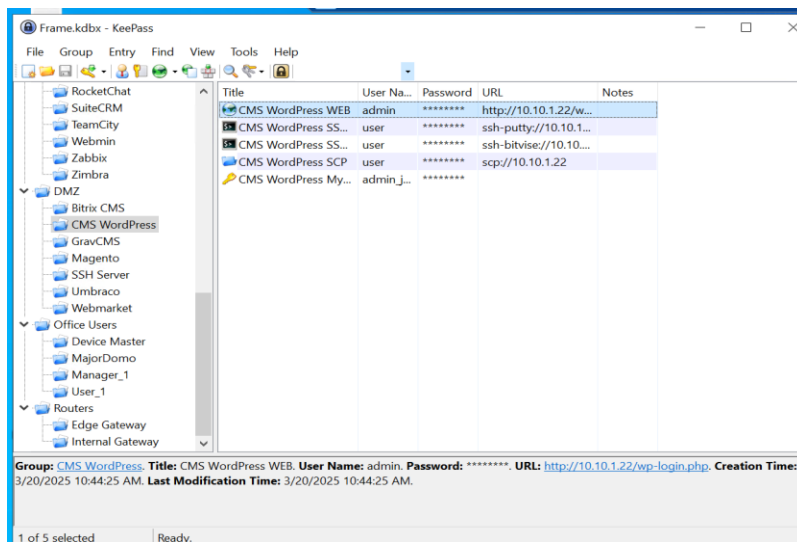 Frame.kdbx - KeePass
File Group Entry Find View Tools Help
RocketChat
SuiteCRM
TeamCity
Webmin
Zabbix
Zimbra
DMZ
Bitrix CMS
CMS WordPress
GravCMS
Magento
SSH Server
Umbraco
Webmarket
Office Users
Device Master
MajorDomo
Manager_1
User_1
Routers
Edge Gateway
Internal Gateway
Title User Na... Password URL Notes
CMS WordPress WEB admin ******** http://10.10.1.22/w...
CMS WordPress SS... user ******** ssh-putty://10.10.1...
CMS WordPress SS... user ******** ssh-bitvise://10.10....
CMS WordPress SCP user ******** scp://10.10.1.22
CMS WordPress My... admin_j... ********
Group: CMS WordPress. Title: CMS WordPress WEB. User Name: admin. Password: ********. URL: http://10.10.1.22/wp-login.php. Creation Time:
3/20/2025 10:44:25 AM. Last Modification Time: 3/20/2025 10:44:25 AM.
1 of 5 selected Ready.